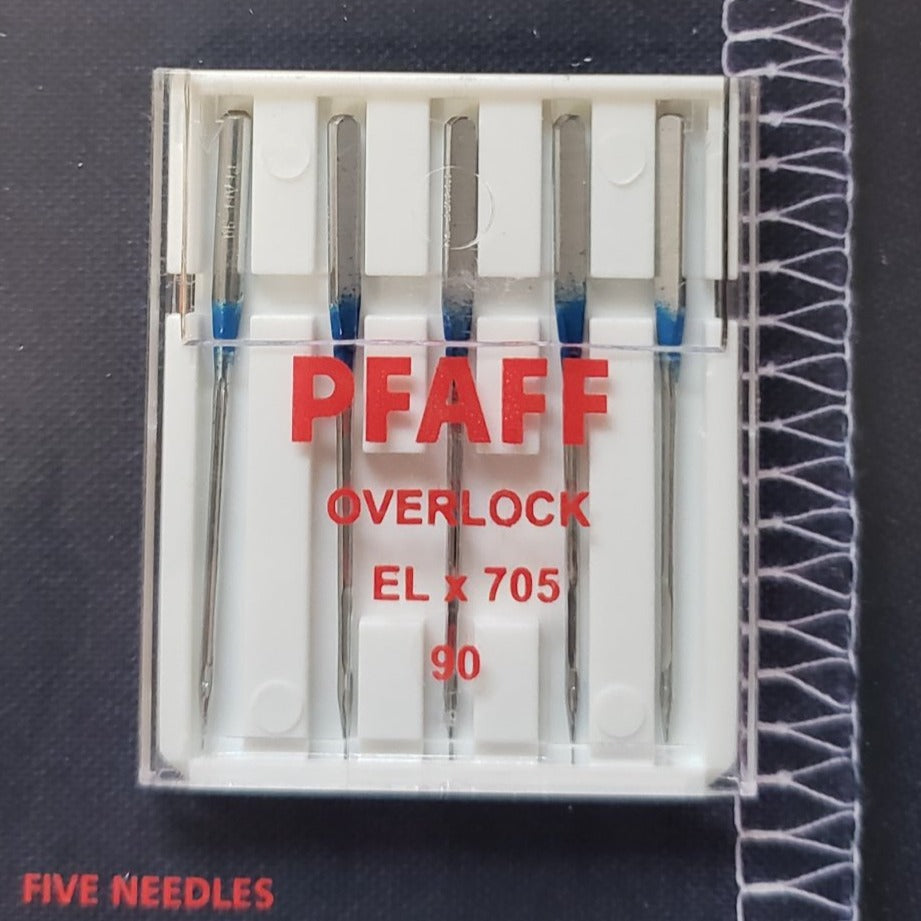 PFAFF
OVERLOCK
EL x 705
90
FIVE NEEDLES